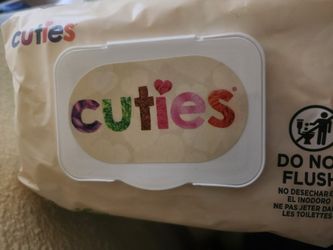 cuties
cuties®
DO NO
FLUSH
NO DESECHAR E
EL INODORO
NE PAS JETER DA
LES TOILETTES